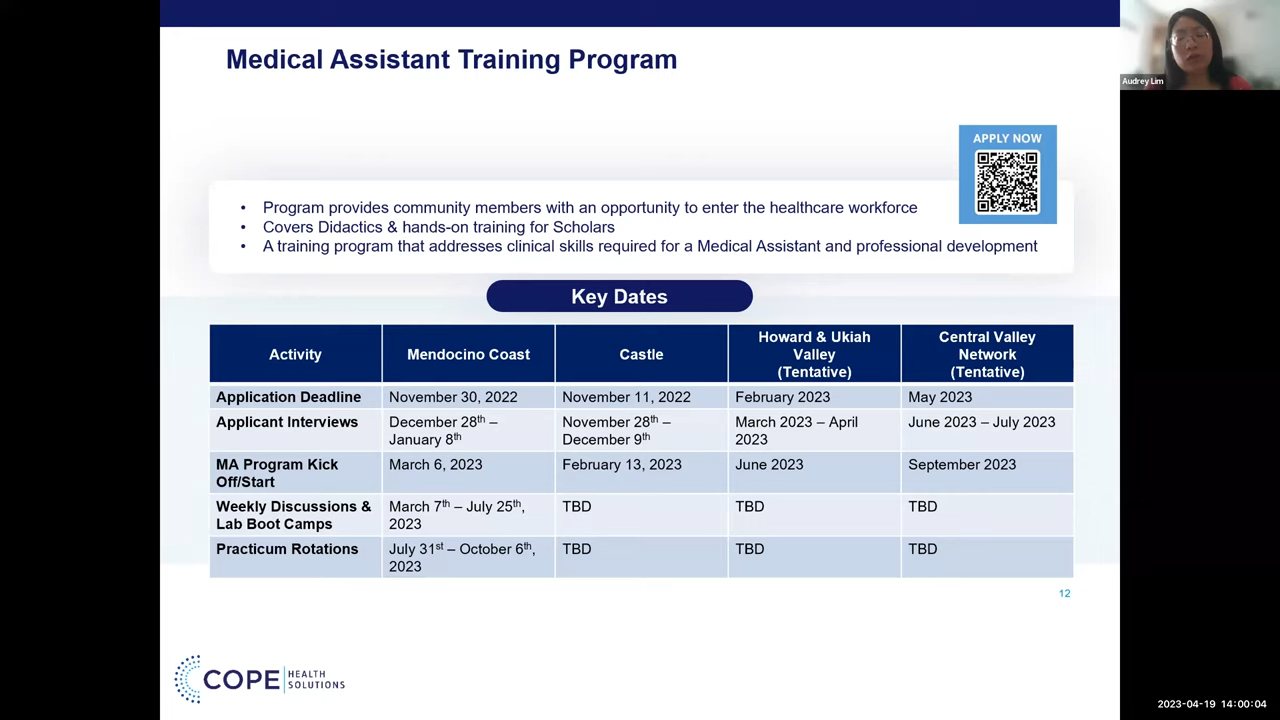 Medical Assistant Training Program
Audrey Lim
APPLY NOW
• Program provides community members with an opportunity to enter the healthcare workforce
• Covers Didactics & hands-on training for Scholars
• A training program that addresses clinical skills required for a Medical Assistant and professional development
Key Dates
Activity
Mendocino Coast
Castle
Howard & Ukiah
Valley
(Tentative)
Central Valley
Network
(Tentative)
Application Deadline
November 30, 2022
November 11, 2022
February 2023
May 2023
Applicant Interviews
December 28th –
January 8th
November 28th –
December 9th
March 2023 – April
2023
June 2023 – July 2023
MA Program Kick
Off/Start
March 6, 2023
February 13, 2023
June 2023
September 2023
Weekly Discussions &
Lab Boot Camps
March 7th – July 25th,
2023
TBD
TBD
TBD
Practicum Rotations
July 31st – October 6th,
2023
TBD
TBD
TBD
12
COPE HEALTH
SOLUTIONS
2023-04-19 14:00:04